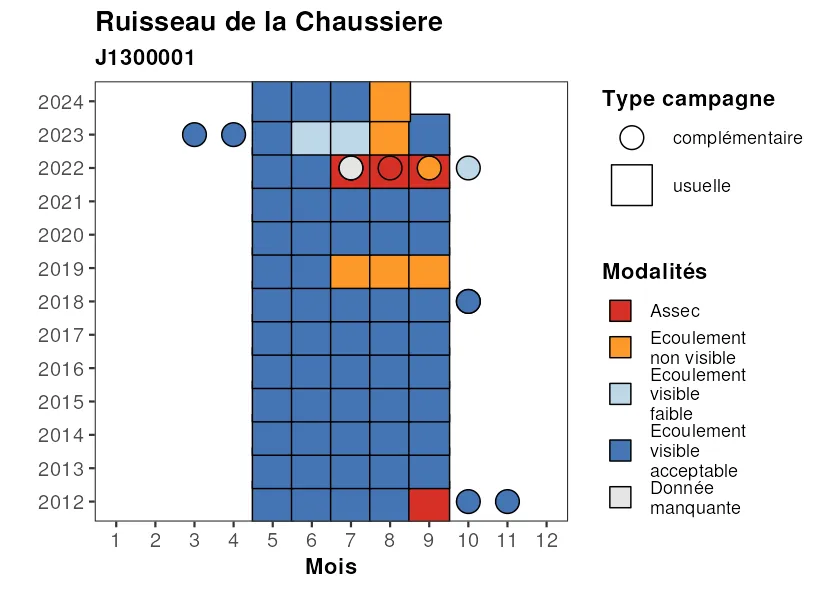 Ruisseau de la Chaussiere
J1300001
2024
2023
2022
2021
2020
2019
2018
2017
2016
2015
2014
2013
2012
1 2 3 4 5 6 7 8 9 10 11 12
Mois
Type campagne
complémentaire
usuelle
Modalités
Assec
Ecoulement
non visible
Ecoulement
visible
faible
Ecoulement
visible
acceptable
Donnée
manquante